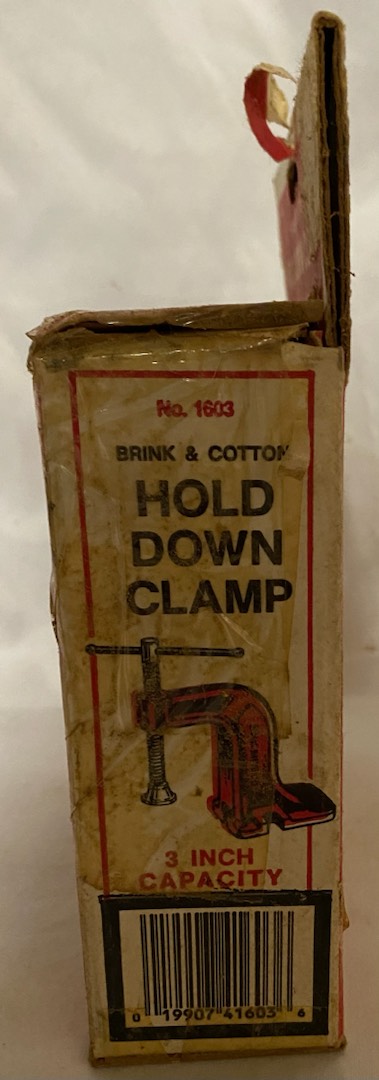 No. 1603
BRINK & COTTON
HOLD
DOWN
CLAMP
3 INCH
CAPACITY
0 19907 41603 6